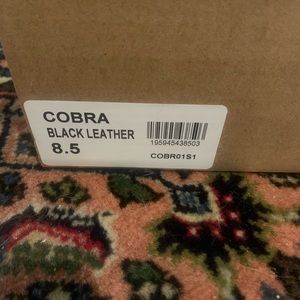 COBRA
BLACK LEATHER
8.5
195945438503
COBR01S1